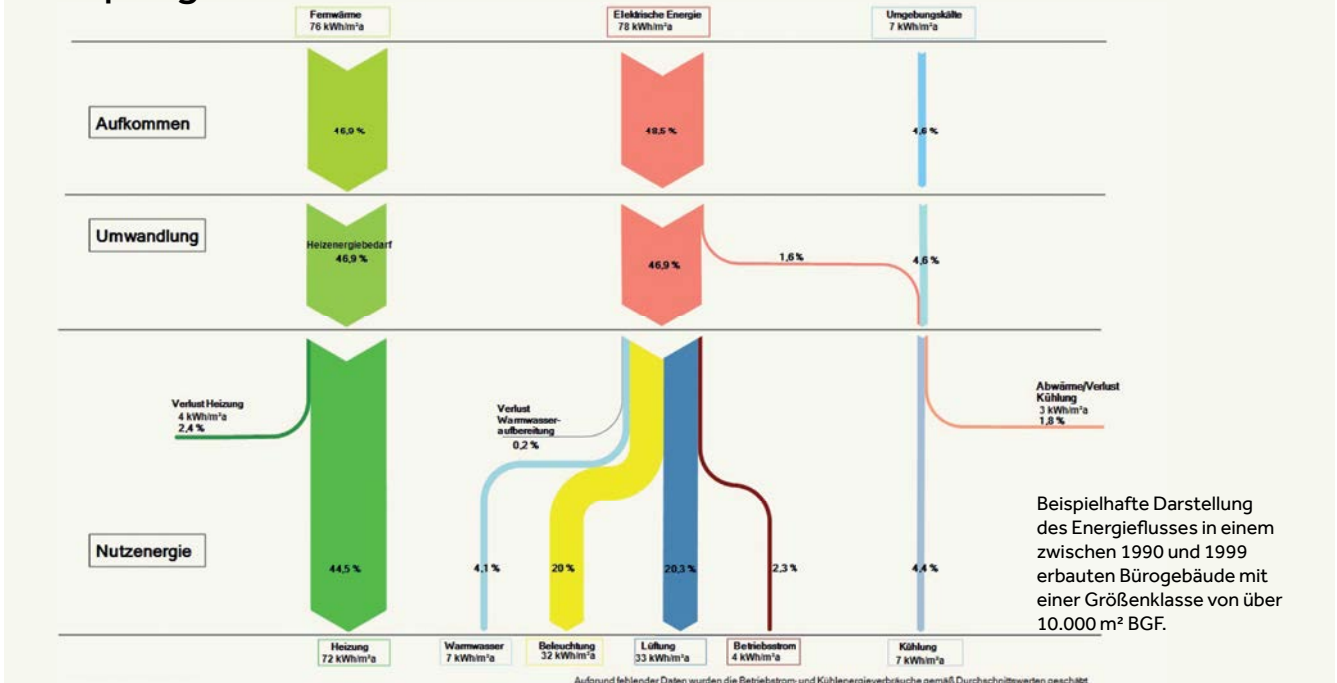 Fernwärme
76 kWh/m²a
Elektrische Energie
78 kWh/m²a
Umgebungskälte
7 kWh/m²a
Aufkommen
46,9 %
48,5 %
4,6 %
Umwandlung
Heizenergiebedarf
46,9 %
46,9 %
1,6 %
4,6 %
Verlust Heizung
4 kWh/m²a
2,4 %
Verlust
Warmwasser-
aufbereitung
0,2 %
Abwärme/Verlust
Kühlung
3 kWh/m²a
1,8 %
Nutzenergie
44,5 %
4,1 %
20 %
20,3 %
2,3 %
4,4 %
Heizung
72 kWh/m²a
Warmwasser
7 kWh/m²a
Beleuchtung
32 kWh/m²a
Lüftung
33 kWh/m²a
Betriebsstrom
4 kWh/m²a
Kühlung
7 kWh/m²a
Beispielhafte Darstellung
des Energieflusses in einem
zwischen 1990 und 1999
erbauten Bürogebäude mit
einer Größenklasse von über
10.000 m² BGF.
Aufgrund fehlender Daten wurden die Betriebstrom- und Kühlenergieverbräuche gemäß Durchschnittswerten geschätzt